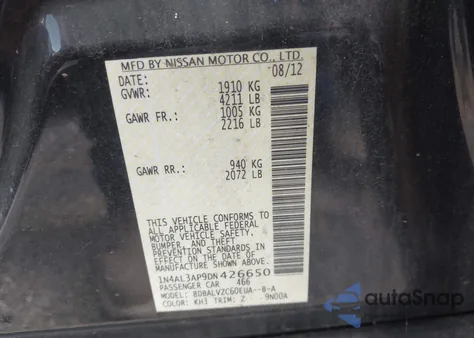 MFD BY NISSAN MOTOR CO., LTD.
DATE: 08/12
GVWR: 1910 KG
4211 LB
GAWR FR.: 1005 KG
2216 LB
GAWR RR.: 940 KG
2072 LB
THIS VEHICLE CONFORMS TO
ALL APPLICABLE FEDERAL
MOTOR VEHICLE SAFETY,
BUMPER, AND THEFT
PREVENTION STANDARDS
IN EFFECT ON THE DATE OF
MANUFACTURE SHOWN ABOVE.
1N4AL3AP9DN426650
PASSENGER CAR 466
MODEL: BDBALVZC60EUA--B-A
COLOR: KH3 TRIM: Z -9N00A
autoSnap